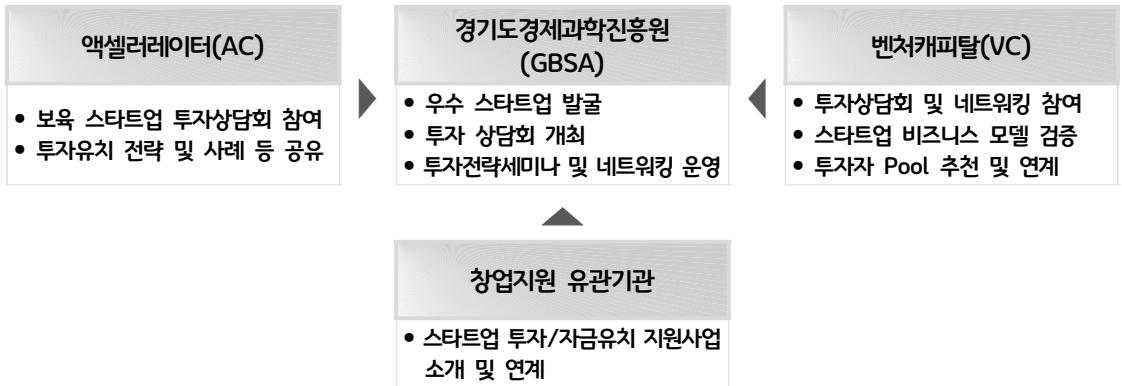 액셀러레이터(AC)
• 보육 스타트업 투자상담회 참여
• 투자유치 전략 및 사례 등 공유
경기도경제과학진흥원
(GBSA)
• 우수 스타트업 발굴
• 투자 상담회 개최
• 투자전략세미나 및 네트워킹 운영
벤처캐피탈(VC)
• 투자상담회 및 네트워킹 참여
• 스타트업 비즈니스 모델 검증
• 투자자 Pool 추천 및 연계
창업지원 유관기관
• 스타트업 투자/자금유치 지원사업
소개 및 연계